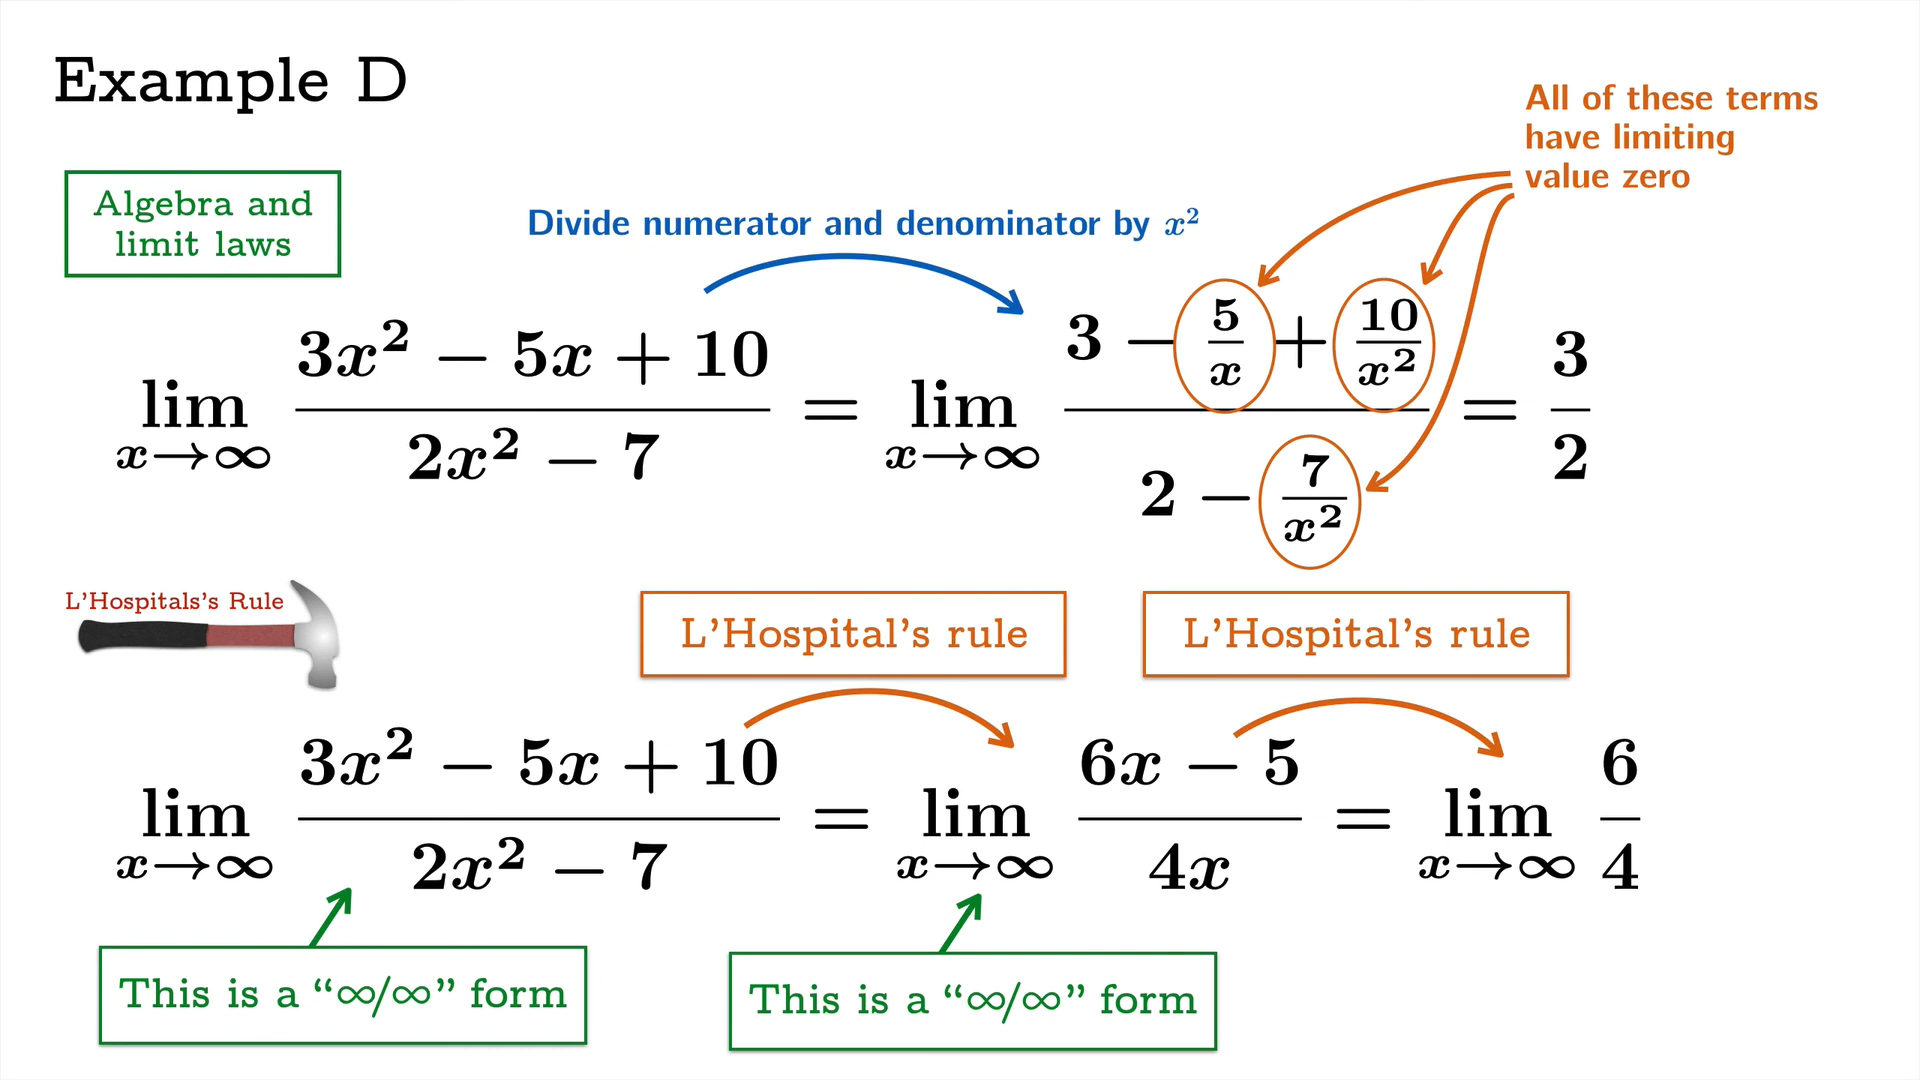 Example D
All of these terms
have limiting
value zero
Algebra and
limit laws
Divide numerator and denominator by x²
lim x→∞ (3x² − 5x + 10)/(2x² − 7) = lim x→∞ (3 − 5/x + 10/x²)/(2 − 7/x²) = 3/2
L'Hospitals's Rule
L'Hospital's rule
L'Hospital's rule
lim x→∞ (3x² − 5x + 10)/(2x² − 7) = lim x→∞ (6x − 5)/(4x) = lim x→∞ 6/4
This is a “∞/∞” form
This is a “∞/∞” form